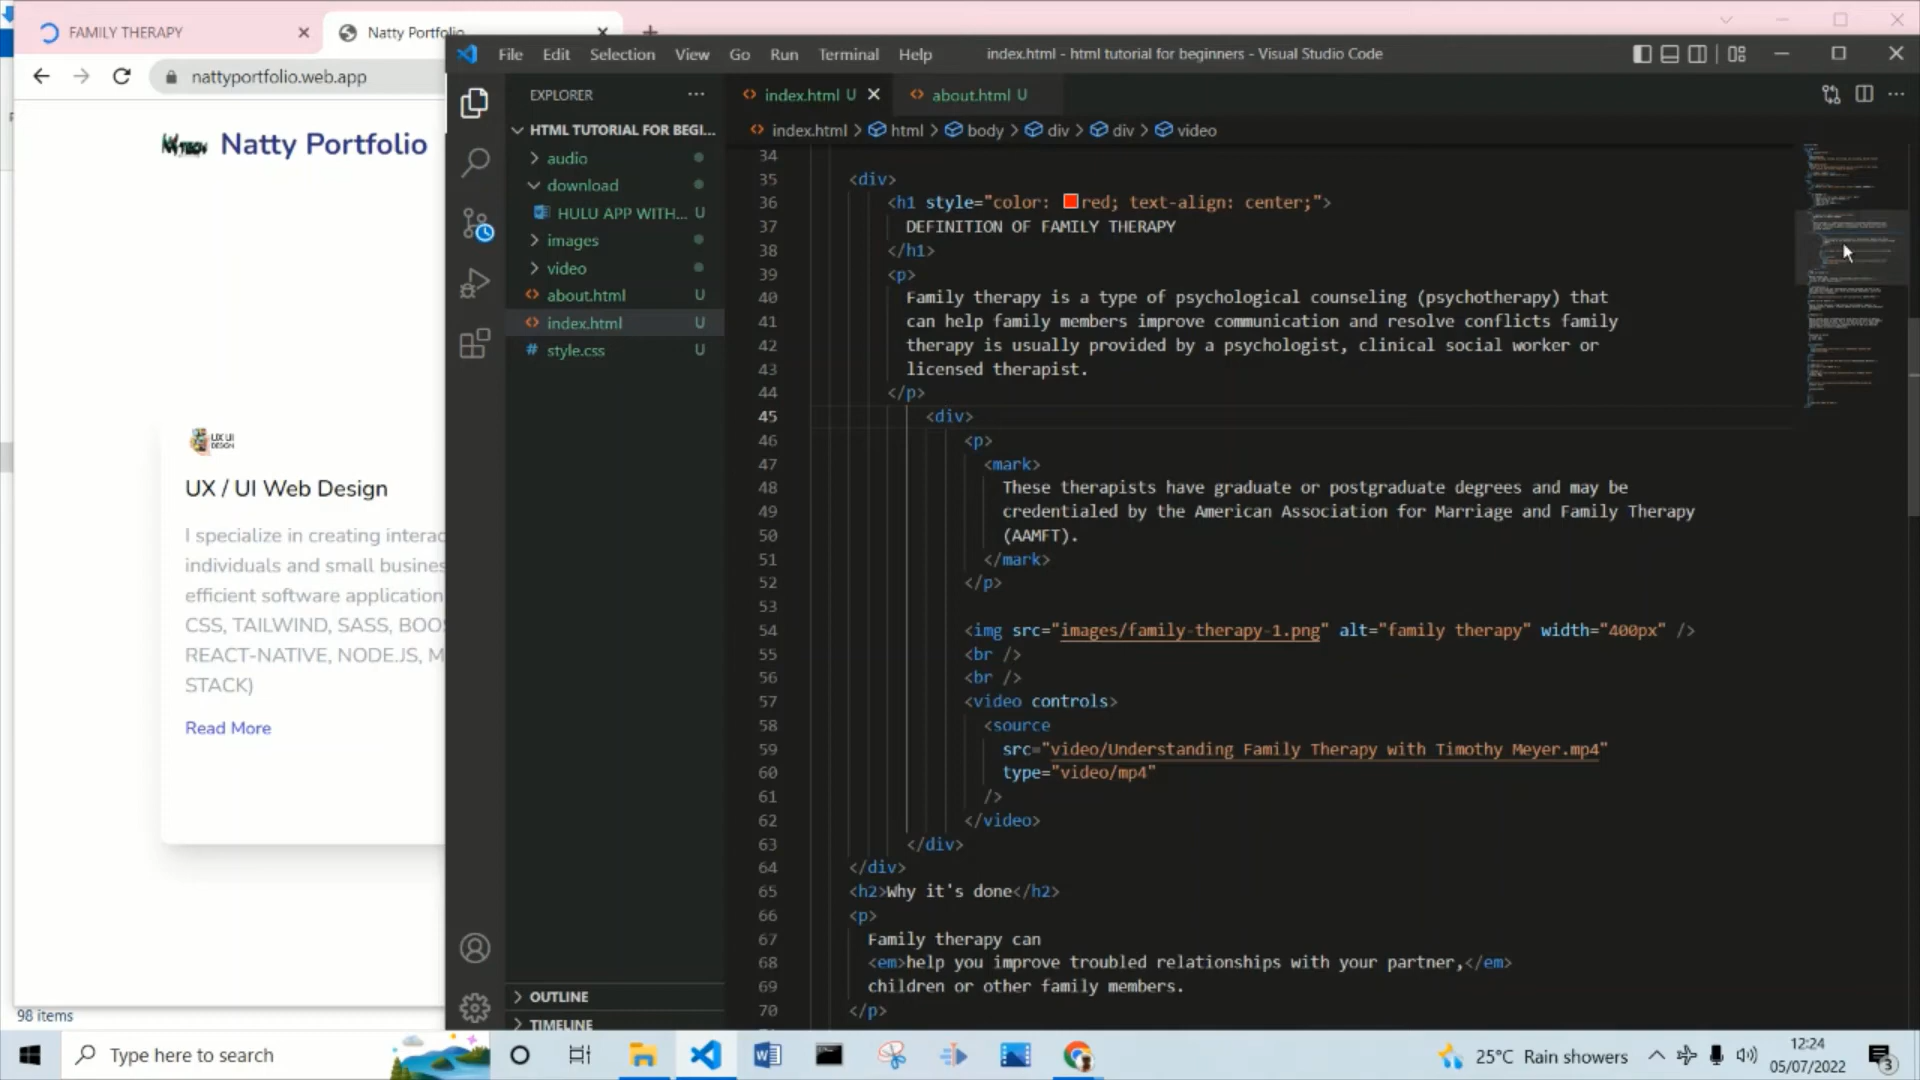 FAMILY THERAPY
Natty Portfolio
nattyportfolio.web.app
Natty Portfolio
UX UI
DESIGN
UX / UI Web Design
I specialize in creating interac
individuals and small busines
efficient software application
CSS, TAILWIND, SASS, BOOS
REACT-NATIVE, NODE.JS, M
STACK)
Read More
98 items
File Edit Selection View Go Run Terminal Help
index.html - html tutorial for beginners - Visual Studio Code
EXPLORER
HTML TUTORIAL FOR BEGI...
audio
download
HULU APP WITH... U
images
video
about.html U
index.html U
style.css U
OUTLINE
TIMELINE
index.html U
about.html U
index.html > html > body > div > div > video
34
35 <div>
36 <h1 style="color: red; text-align: center;">
37 DEFINITION OF FAMILY THERAPY
38 </h1>
39 <p>
40 Family therapy is a type of psychological counseling (psychotherapy) that
41 can help family members improve communication and resolve conflicts family
42 therapy is usually provided by a psychologist, clinical social worker or
43 licensed therapist.
44 </p>
45 <div>
46 <p>
47 <mark>
48 These therapists have graduate or postgraduate degrees and may be
49 credentialed by the American Association for Marriage and Family Therapy
50 (AAMFT).
51 </mark>
52 </p>
53
54 <img src="images/family-therapy-1.png" alt="family therapy" width="400px" />
55 <br />
56 <br />
57 <video controls>
58 <source
59 src="video/Understanding Family Therapy with Timothy Meyer.mp4"
60 type="video/mp4"
61 />
62 </video>
63 </div>
64 </div>
65 <h2>Why it's done</h2>
66 <p>
67 Family therapy can
68 <em>help you improve troubled relationships with your partner,</em>
69 children or other family members.
70 </p>
Type here to search
25°C Rain showers
12:24
05/07/2022
3